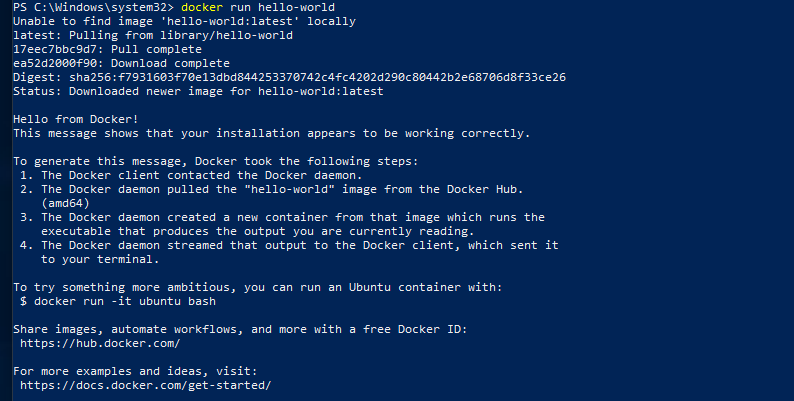 PS C:\Windows\system32> docker run hello-world
Unable to find image 'hello-world:latest' locally
latest: Pulling from library/hello-world
17eec7bbc9d7: Pull complete
ea52d2000f90: Download complete
Digest: sha256:f7931603f70e13dbd844253370742c4fc4202d290c80442b2e68706d8f33ce26
Status: Downloaded newer image for hello-world:latest

Hello from Docker!
This message shows that your installation appears to be working correctly.

To generate this message, Docker took the following steps:
 1. The Docker client contacted the Docker daemon.
 2. The Docker daemon pulled the "hello-world" image from the Docker Hub.
    (amd64)
 3. The Docker daemon created a new container from that image which runs the
    executable that produces the output you are currently reading.
 4. The Docker daemon streamed that output to the Docker client, which sent it
    to your terminal.

To try something more ambitious, you can run an Ubuntu container with:
 $ docker run -it ubuntu bash

Share images, automate workflows, and more with a free Docker ID:
 https://hub.docker.com/

For more examples and ideas, visit:
 https://docs.docker.com/get-started/